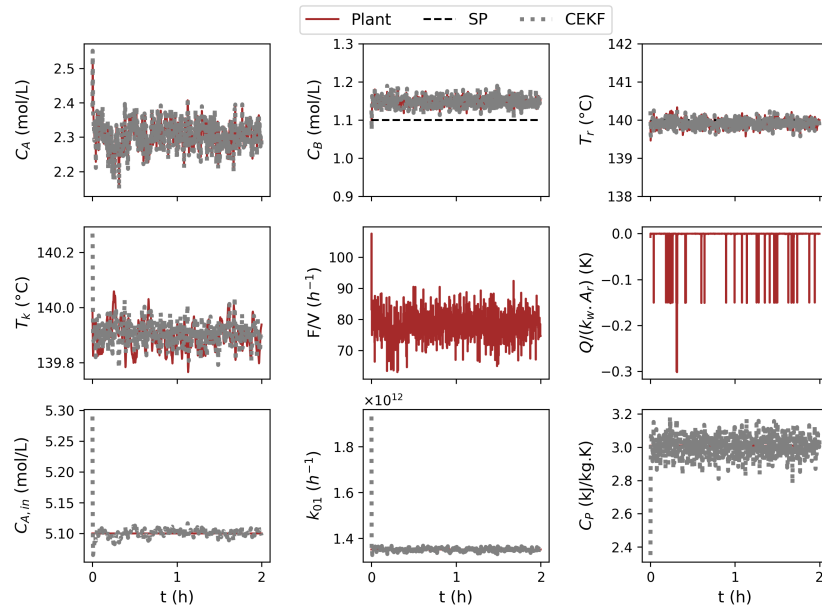 Plant SP CEKF
2.5
2.4
2.3
2.2
C_A (mol/L)
1.3
1.2
1.1
1.0
0.9
C_B (mol/L)
142
141
140
139
138
T_r (°C)
140.2
140.0
139.8
T_k (°C)
100
90
80
70
F/V (h⁻¹)
0.0
−0.1
−0.2
−0.3
Q/(k_w. A_r) (K)
5.30
5.25
5.20
5.15
5.10
C_{A,in} (mol/L)
0 1 2
t (h)
×10¹²
1.8
1.6
1.4
k_{01} (h⁻¹)
0 1 2
t (h)
3.2
3.0
2.8
2.6
2.4
C_P (kJ/kg.K)
0 1 2
t (h)